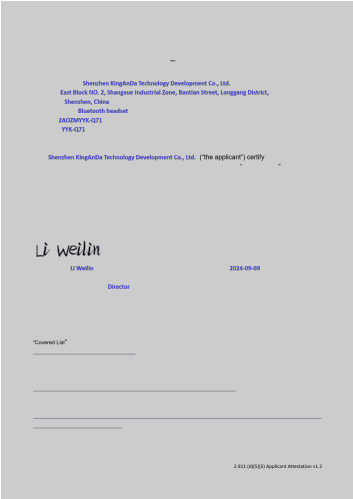 Shenzhen KingAnDa Technology Development Co., Ltd.
East Block NO. 2, Shangxue Industrial Zone, Bantian Street, Longgang District,
Shenzhen, China
Bluetooth headset
2AOZMYYK-Q71
YYK-Q71
Shenzhen KingAnDa Technology Development Co., Ltd. ("the applicant") certify
Li Weilin
Li Weilin 2024-09-09
Director
"Covered List"
2.911 (d)(5)(i) Applicant Attestation v1.2